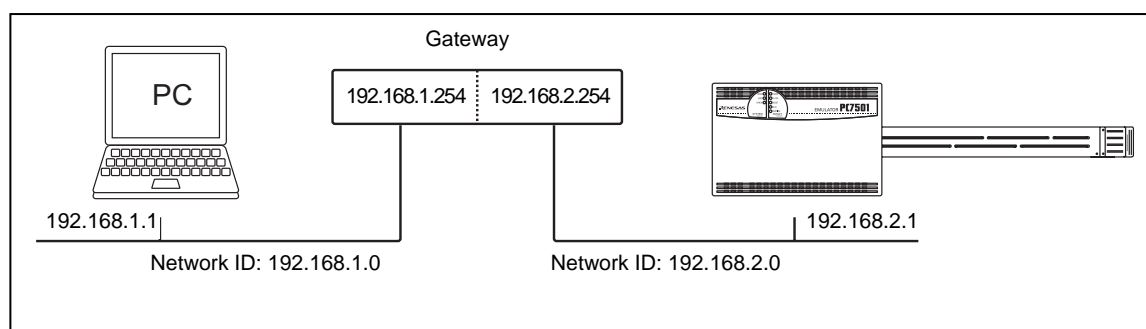 Gateway
PC
192.168.1.254
192.168.2.254
RENESAS
EMULATOR PC7501
192.168.1.1
192.168.2.1
Network ID: 192.168.1.0
Network ID: 192.168.2.0